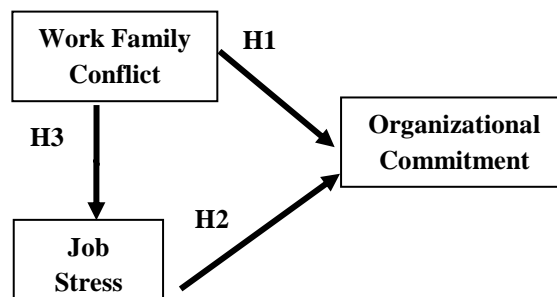 Work Family
Conflict
H1
Organizational
Commitment
H3
H2
Job
Stress